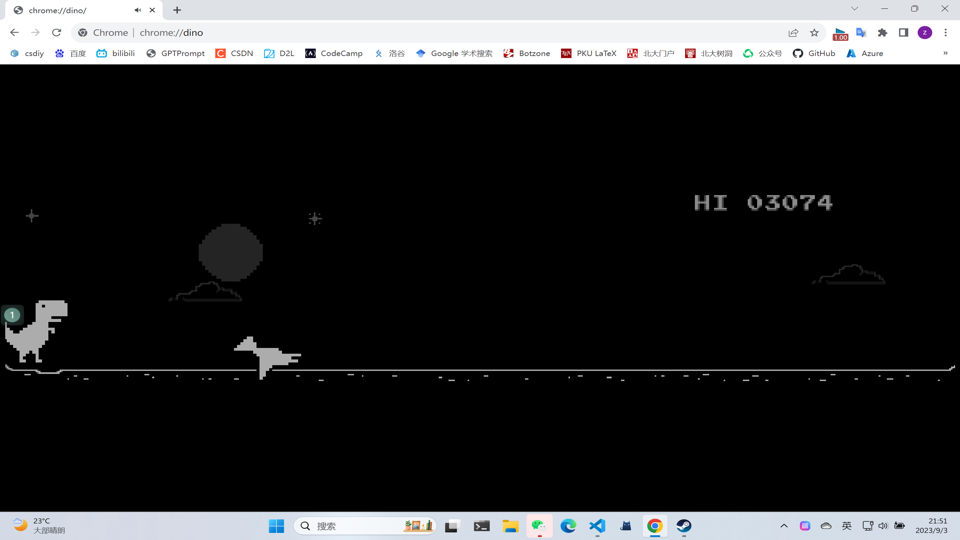 chrome://dino/
Chrome | chrome://dino
1.00
z
csdiy
百度
bilibili
GPTPrompt
CSDN
D2L
CodeCamp
洛谷
Google 学术搜索
Botzone
PKU LaTeX
北大门户
北大树洞
公众号
GitHub
Azure
»
HI 03074
1
23°C
大部晴朗
搜索
英
21:51
2023/9/3